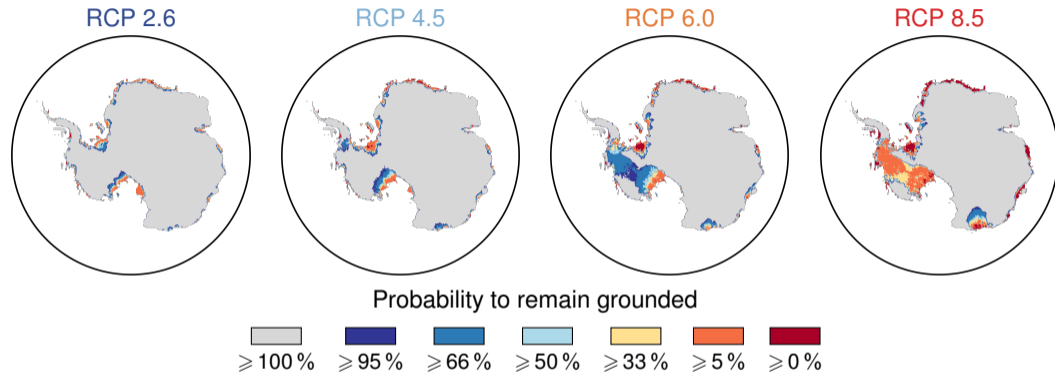 RCP 2.6 RCP 4.5 RCP 6.0 RCP 8.5
Probability to remain grounded
⩾100 % ⩾95 % ⩾66 % ⩾50 % ⩾33 % ⩾5 % ⩾0 %